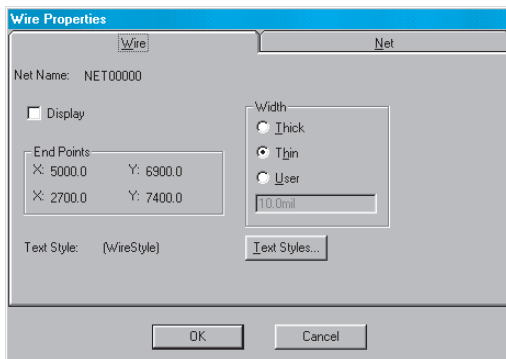 Wire Properties
Wire Net
Net Name: NET00000
Display
Width
Thick
Thin
User
10.0mil
End Points
X: 5000.0 Y: 6900.0
X: 2700.0 Y: 7400.0
Text Style: (WireStyle) Text Styles...
OK Cancel